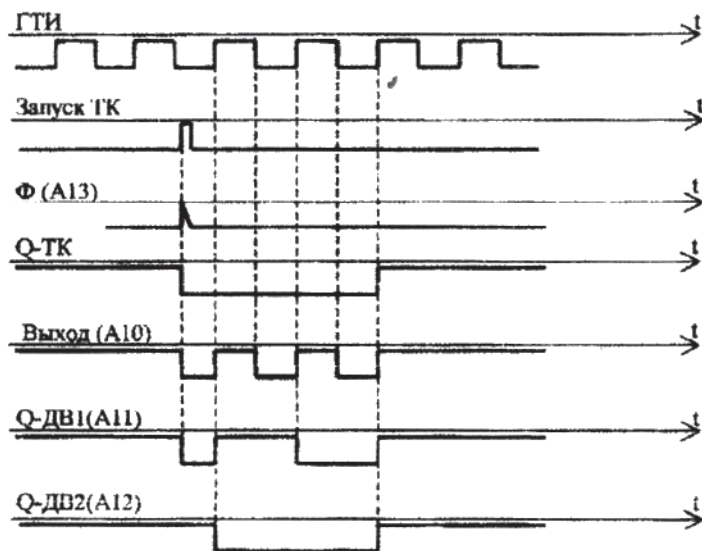 ГТИ t
Запуск ТК t
Ф (А13) t
Q-ТК t
Выход (А10) t
Q-ДВ1(А11) t
Q-ДВ2(А12) t